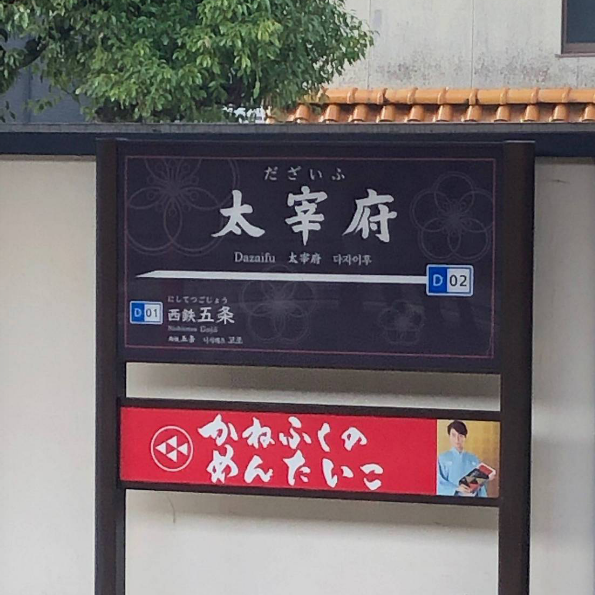 だざいふ
太宰府
Dazaifu 太宰府 다자이후
D 02
D 01
にしてつごじょう
西鉄五条
Nishitetsu Gojō
かねふくの
めんたいこ